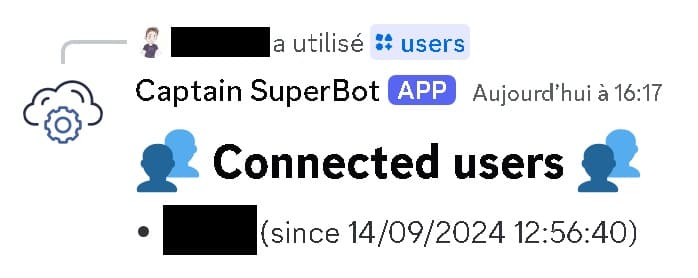 a utilisé users
Captain SuperBot APP Aujourd'hui à 16:17
Connected users
• (since 14/09/2024 12:56:40)